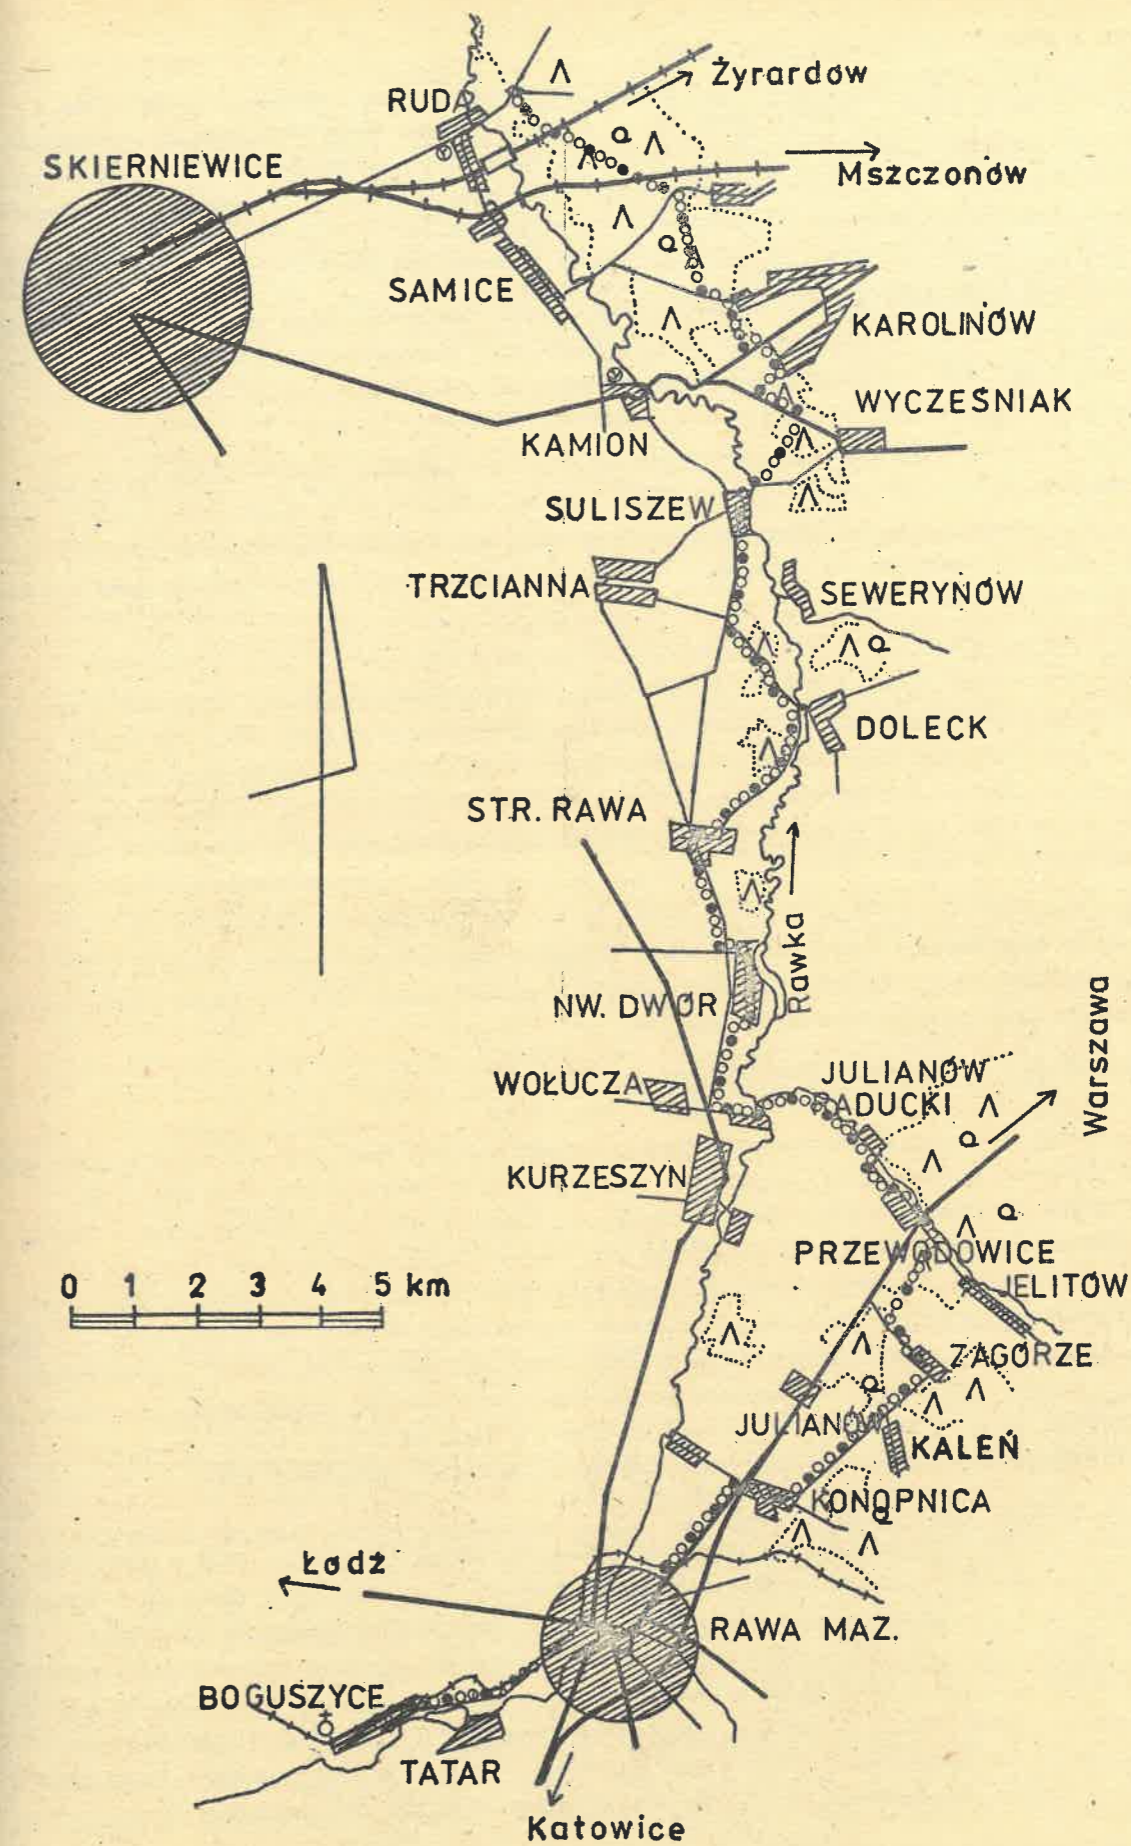 Żyrardów
RUDA
SKIERNIEWICE
Mszczonów
SAMICE
KAROLINÓW
WYCZEŚNIAK
KAMION
SULISZEW
TRZCIANNA
SEWERYNÓW
DOLECK
STR. RAWA
Rawka
NW. DWÓR
Warszawa
JULIANÓW
RADUCKI
WOŁUCZA
KURZESZYN
PRZEWODOWICE
JELITÓW
0 1 2 3 4 5 km
ZAGÓRZE
JULIANÓW
KALEŃ
KONOPNICA
Łodź
RAWA MAZ.
BOGUSZYCE
TATAR
Katowice